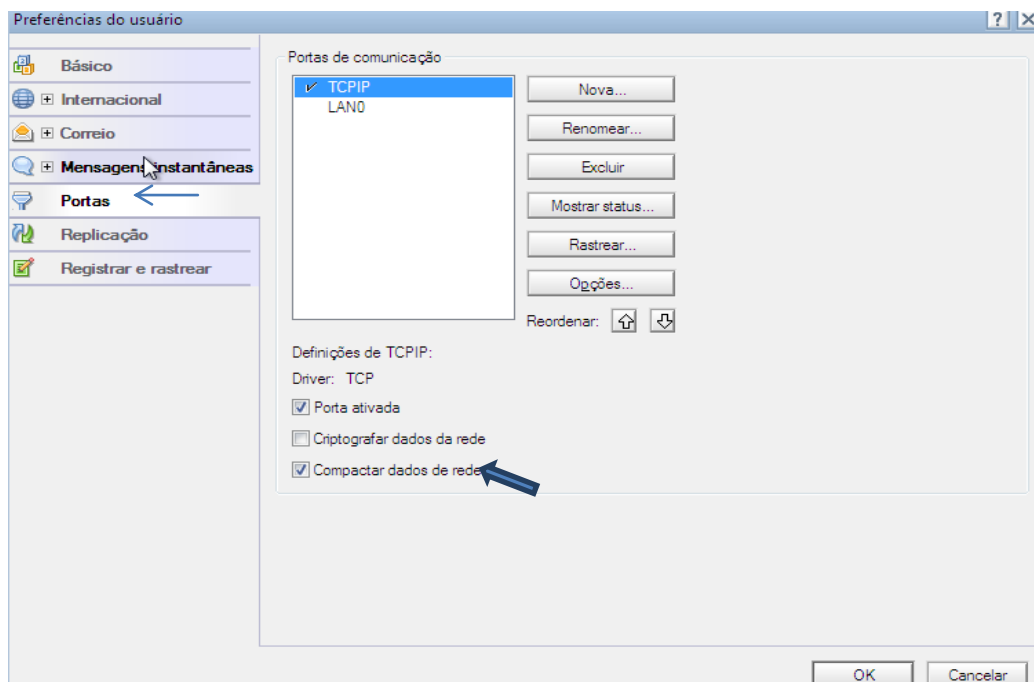 Preferências do usuário
Básico
Internacional
Correio
Mensagens instantâneas
Portas
Replicação
Registrar e rastrear
Portas de comunicação
TCPIP
LAN0
Nova...
Renomear...
Excluir
Mostrar status...
Rastrear...
Opções...
Reordenar:
Definições de TCPIP:
Driver: TCP
Porta ativada
Criptografar dados da rede
Compactar dados de rede
OK
Cancelar